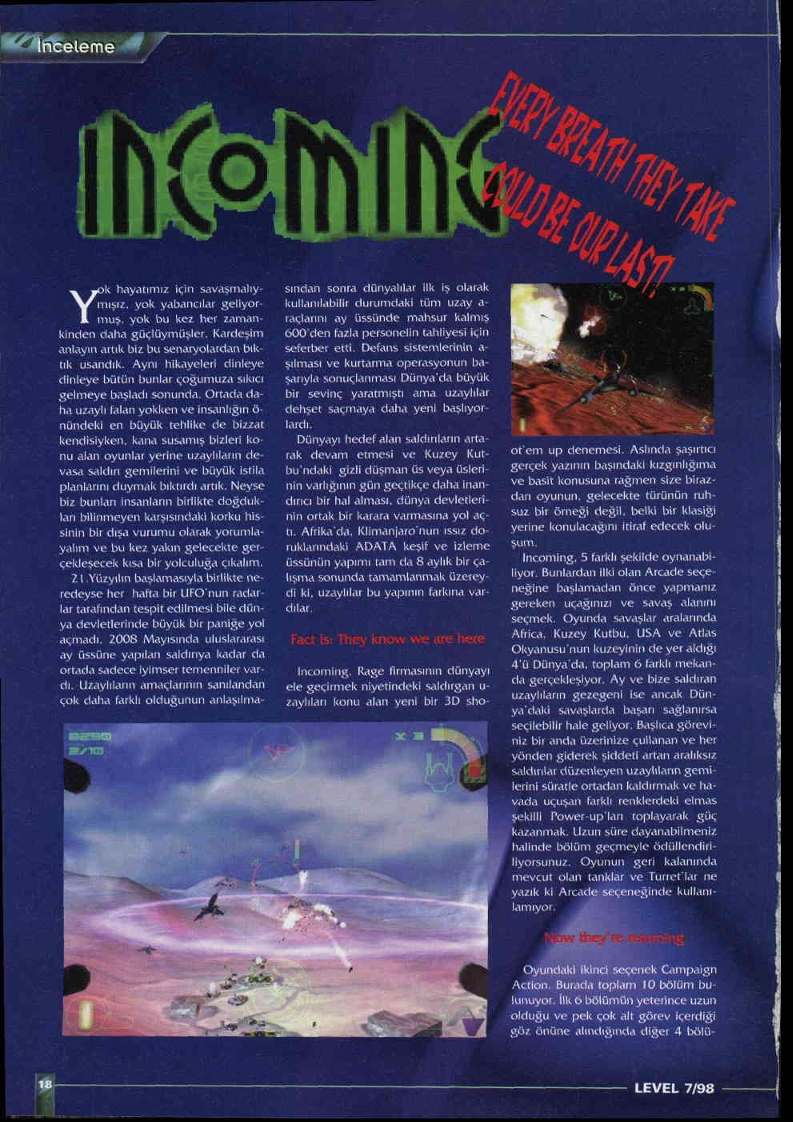 İnceleme
INCOMING
EVERY BREATH THEY TAKE
COULD BE OUR LAST!
Yok hayatımız için savaşmalıy-
mışız, yok yabancılar geliyor-
muş, yok bu kez her zaman-
kinden daha güçlüymüşler. Kardeşim
anlayın artık biz bu senaryolardan bık-
tık usandık. Aynı hikayeleri dinleye
dinleye bütün bunlar çoğumuza sıkıcı
gelmeye başladı sonunda. Ortada da-
ha uzaylı falan yokken ve insanlığın ö-
nündeki en büyük tehlike de bizzat
kendisiyken, kana susamış bizleri ko-
nu alan oyunlar yerine uzaylıların de-
vasa saldırı gemilerini ve büyük istila
planlarını duymak bıktırdı artık. Neyse
biz bunları insanların birlikte doğduk-
ları bilinmeyen karşısındaki korku his-
sinin bir dışa vurumu olarak yorumla-
yalım ve bu kez yakın gelecekte ger-
çekleşecek kısa bir yolculuğa çıkalım.
21.Yüzyılın başlamasıyla birlikte ne-
redeyse her hafta bir UFO'nun radar-
lar tarafından tespit edilmesi bile dün-
ya devletlerinde büyük bir paniğe yol
açmadı. 2008 Mayısında uluslararası
ay üssüne yapılan saldırıya kadar da
ortada sadece iyimser temenniler var-
dı. Uzaylıların amaçlarının sanılandan
çok daha farklı olduğunun anlaşılma-
sından sonra dünyalılar ilk iş olarak
kullanılabilir durumdaki tüm uzay a-
raçlarını ay üssünde mahsur kalmış
600'den fazla personelin tahliyesi için
seferber etti. Defans sistemlerinin a-
şılması ve kurtarma operasyonun ba-
şarıyla sonuçlanması Dünya'da büyük
bir sevinç yaratmıştı ama uzaylılar
dehşet saçmaya daha yeni başlıyor-
lardı.
Dünyayı hedef alan saldırıların arta-
rak devam etmesi ve Kuzey Kut-
bu'ndaki gizli düşman üs veya üsleri-
nin varlığının gün geçtikçe daha inan-
dırıcı bir hal alması, dünya devletleri-
nin ortak bir karara varmasına yol aç-
tı. Afrika'da, Klimanjaro'nun ıssız do-
ruklarındaki ADATA keşif ve izleme
üssünün yapımı tam da 8 aylık bir ça-
lışma sonunda tamamlanmak üzerey-
di ki, uzaylılar bu yapının farkına var-
dılar.
Fact is: They know we are here
Incoming, Rage firmasının dünyayı
ele geçirmek niyetindeki saldırgan u-
zaylıları konu alan yeni bir 3D sho-
ot'em up denemesi. Aslında şaşırtıcı
gerçek yazının başındaki kızgınlığıma
ve basit konusuna rağmen size biraz-
dan oyunun, gelecekte türünün ruh-
suz bir örneği değil, belki bir klasiği
yerine konulacağını itiraf edecek olu-
şum.
Incoming, 5 farklı şekilde oynanabi-
liyor. Bunlardan ilki olan Arcade seçe-
neğine başlamadan önce yapmanız
gereken uçağınızı ve savaş alanını
seçmek. Oyunda savaşlar aralarında
Africa, Kuzey Kutbu, USA ve Atlas
Okyanusu'nun kuzeyinin de yer aldığı
4'ü Dünya'da, toplam 6 farklı mekan-
da gerçekleşiyor. Ay ve bize saldıran
uzaylıların gezegeni ise ancak Dün-
ya'daki savaşlarda başarı sağlanırsa
seçilebilir hale geliyor. Başlıca görevi-
niz bir anda üzerinize çullanan ve her
yönden giderek şiddeti artan aralıksız
saldırılar düzenleyen uzaylıların gemi-
lerini süratle ortadan kaldırmak ve ha-
vada uçuşan farklı renklerdeki elmas
şekilli Power-up'ları toplayarak güç
kazanmak. Uzun süre dayanabilmeniz
halinde bölüm geçmeyle ödüllendiri-
liyorsunuz. Oyunun geri kalanında
mevcut olan tanklar ve Turret'lar ne
yazık ki Arcade seçeneğinde kullanı-
lamıyor.
Now they're resuming
Oyundaki ikinci seçenek Campaign
Action. Burada toplam 10 bölüm bu-
lunuyor. İlk 6 bölümün yeterince uzun
olduğu ve pek çok alt görev içerdiği
göz önüne alındığında diğer 4 bölü-
2/10
X 3
18
LEVEL 7/98